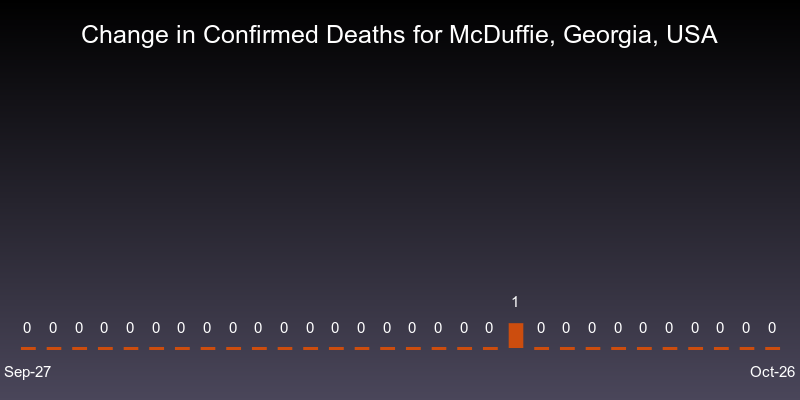 Change in Confirmed Deaths for McDuffie, Georgia, USA
1
0 0 0 0 0 0 0 0 0 0 0 0 0 0 0 0 0 0 0 0 0 0 0 0 0 0 0 0 0
Sep-27 Oct-26